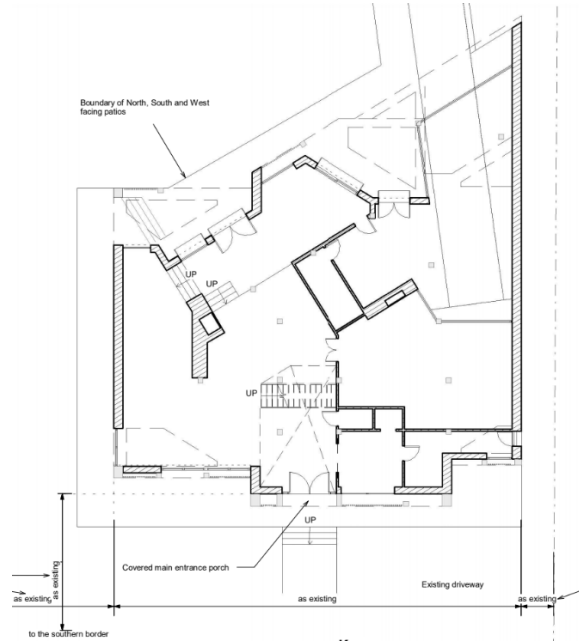 Boundary of North, South and West
facing patios
UP
UP
UP
UP
Covered main entrance porch
Existing driveway
as existing
as existing
as existing
as existing
to the southern border